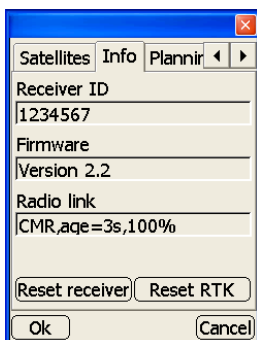 Satellites Info Plannir
Receiver ID
1234567
Firmware
Version 2.2
Radio link
CMR,age=3s,100%
Reset receiver Reset RTK
Ok Cancel